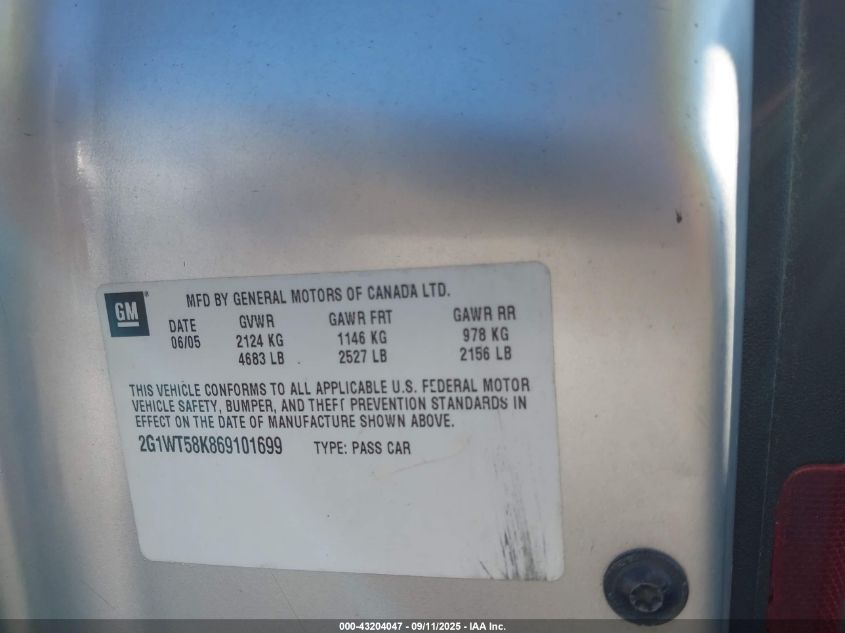 GM®
MFD BY GENERAL MOTORS OF CANADA LTD.
DATE GVWR GAWR FRT GAWR RR
06/05 2124 KG 1146 KG 978 KG
4683 LB 2527 LB 2156 LB
THIS VEHICLE CONFORMS TO ALL APPLICABLE U.S. FEDERAL MOTOR
VEHICLE SAFETY, BUMPER, AND THEFT PREVENTION STANDARDS IN
EFFECT ON THE DATE OF MANUFACTURE SHOWN ABOVE.
2G1WT58K869101699 TYPE: PASS CAR
000-43204047 - 09/11/2025 - IAA Inc.